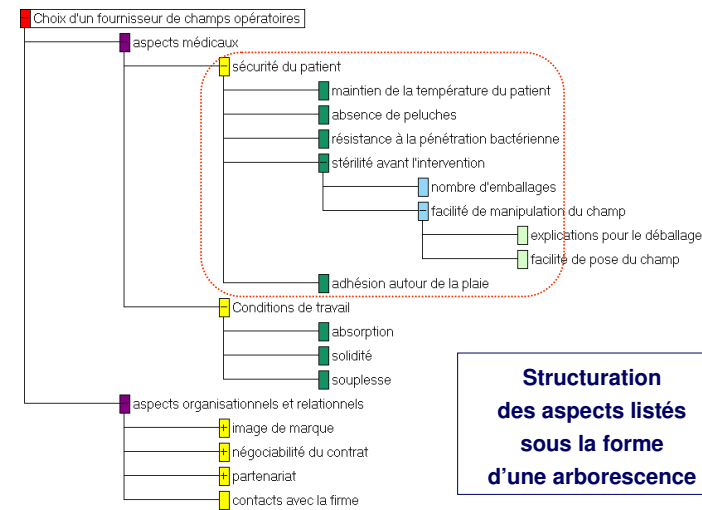 Choix d'un fournisseur de champs opératoires
aspects médicaux
sécurité du patient
maintien de la température du patient
absence de peluches
résistance à la pénétration bactérienne
stérilité avant l'intervention
nombre d'emballages
facilité de manipulation du champ
explications pour le déballage
facilité de pose du champ
adhésion autour de la plaie
Conditions de travail
absorption
solidité
souplesse
aspects organisationnels et relationnels
image de marque
négociabilité du contrat
partenariat
contacts avec la firme
Structuration
des aspects listés
sous la forme
d'une arborescence